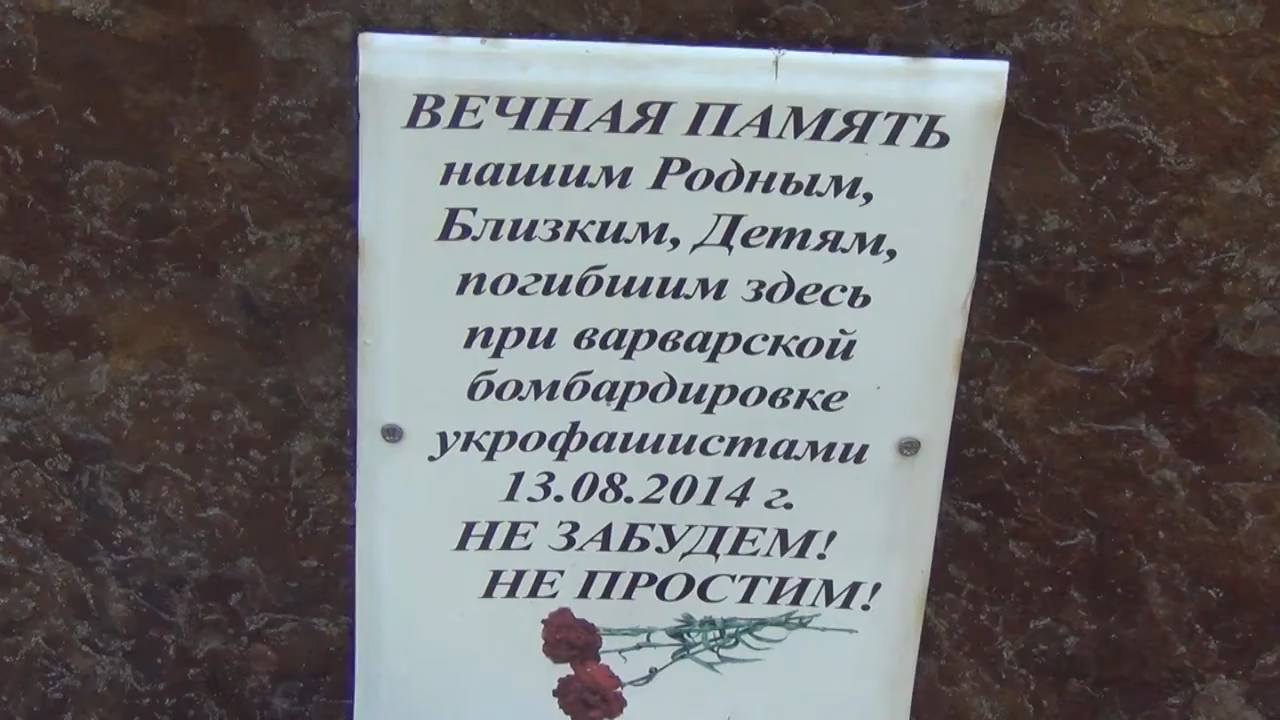 ВЕЧНАЯ ПАМЯТЬ
нашим Родным,
Близким, Детям,
погибшим здесь
при варварской
бомбардировке
укрофашистами
13.08.2014 г.
НЕ ЗАБУДЕМ!
НЕ ПРОСТИМ!